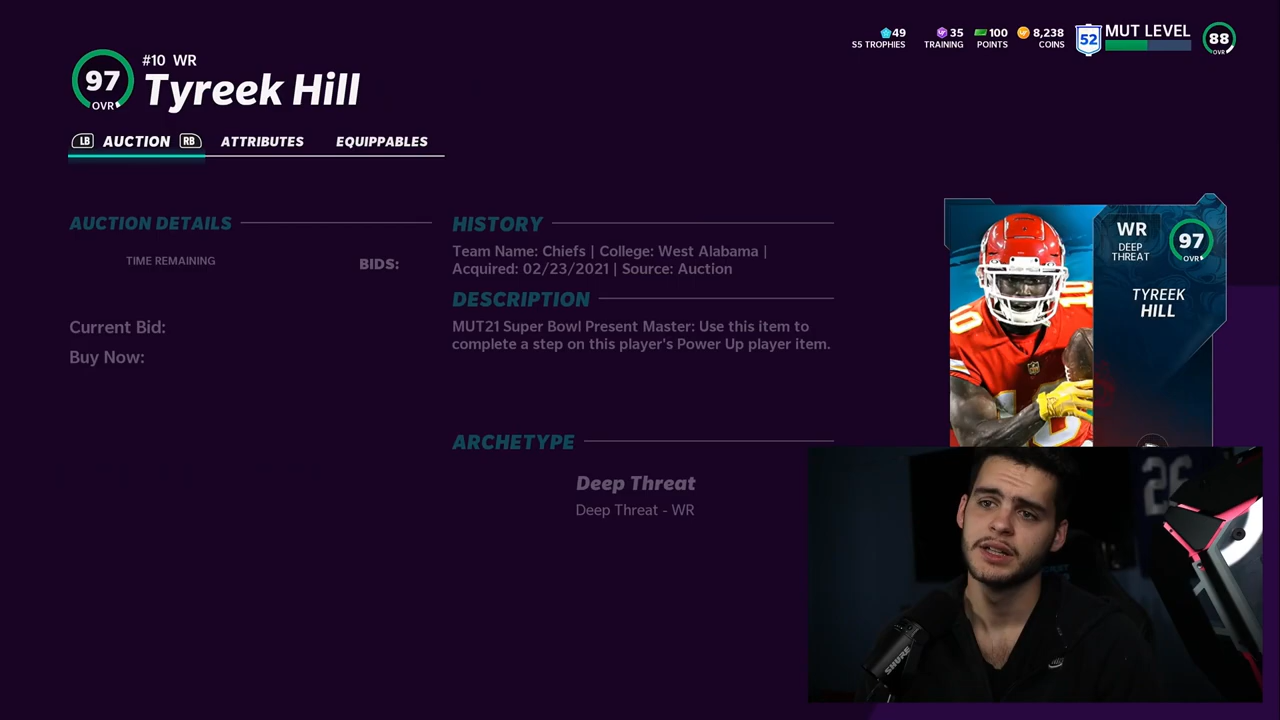 49
S5 TROPHIES
35
TRAINING
100
POINTS
8,238
COINS
52
MUT LEVEL
88
OVR
97
OVR
#10 WR
Tyreek Hill
LB AUCTION RB ATTRIBUTES EQUIPPABLES
AUCTION DETAILS
TIME REMAINING
BIDS:
Current Bid:
Buy Now:
HISTORY
Team Name: Chiefs | College: West Alabama |
Acquired: 02/23/2021 | Source: Auction
DESCRIPTION
MUT21 Super Bowl Present Master: Use this item to
complete a step on this player's Power Up player item.
ARCHETYPE
Deep Threat
Deep Threat - WR
WR
DEEP
THREAT
97
OVR
TYREEK
HILL
10
26
SHURE